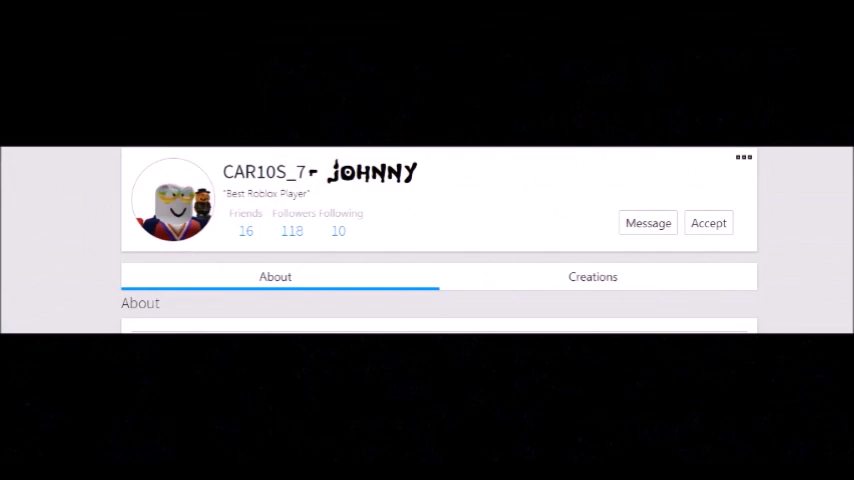 CAR10S_7- JOHNNY
"Best Roblox Player"
Friends Followers Following
16 118 10
Message Accept
About Creations
About